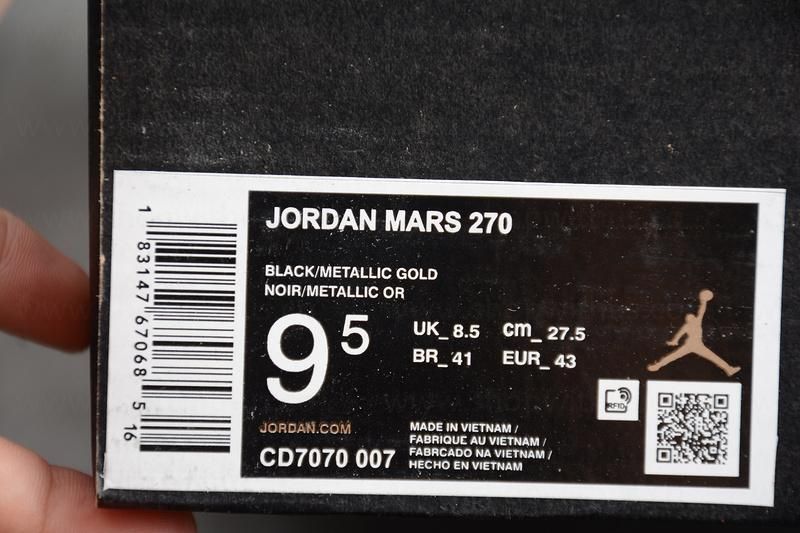 JORDAN MARS 270
BLACK/METALLIC GOLD
NOIR/METALLIC OR
9 5
UK_ 8.5 cm_ 27.5
BR_ 41 EUR_ 43
RFID
JORDAN.COM
CD7070 007
MADE IN VIETNAM /
FABRIQUE AU VIETNAM /
FABRCADO NA VIETNAM /
HECHO EN VIETNAM
1 83147 67068 5 16